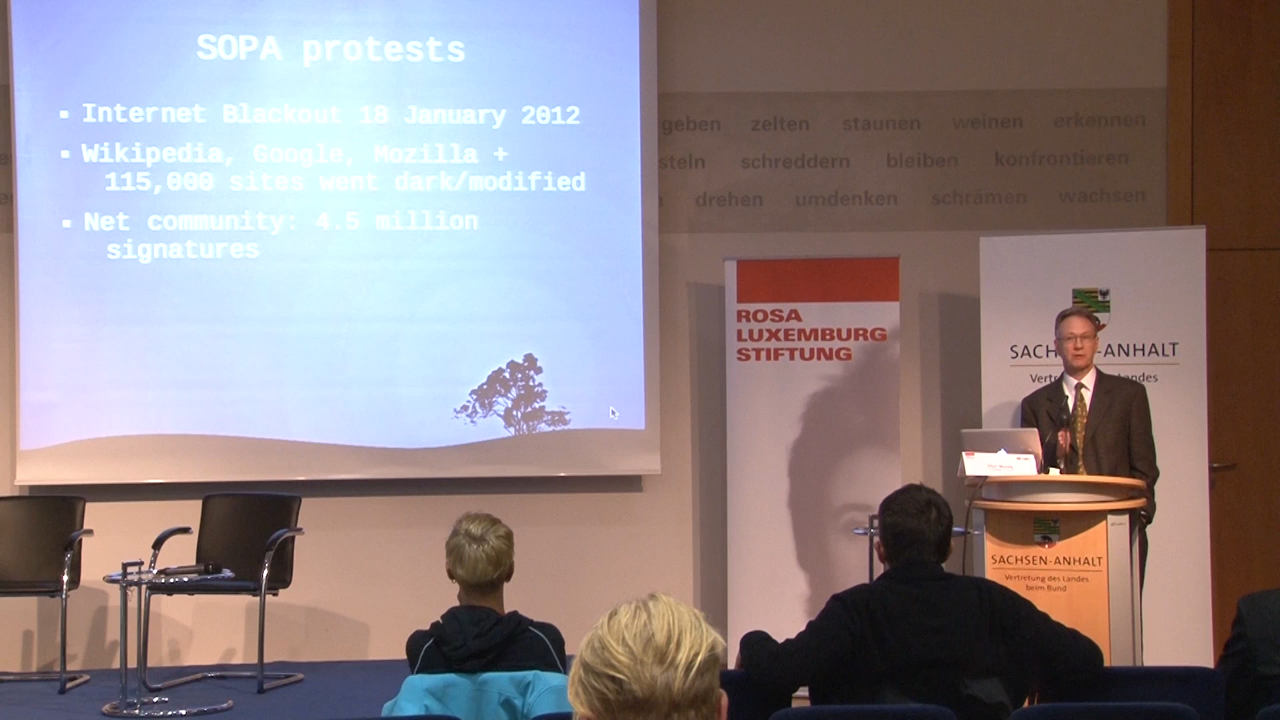 SOPA protests
▪ Internet Blackout 18 January 2012
▪ Wikipedia, Google, Mozilla +
115,000 sites went dark/modified
▪ Net community: 4.5 million
signatures
geben zelten staunen weinen erkennen
schreddern bleiben konfrontieren
drehen umdenken schrämen wachsen
ROSA
LUXEMBURG
STIFTUNG
-ANHALT
SACHSEN-ANHALT
Vertretung des Landes
beim Bund